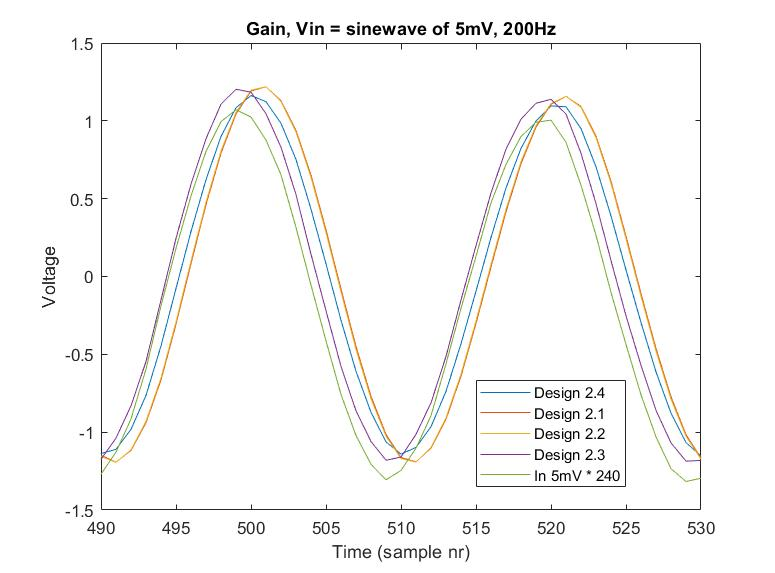 Gain, Vin = sinewave of 5mV, 200Hz
1.5
1
0.5
0
-0.5
-1
-1.5
Voltage
Design 2.4
Design 2.1
Design 2.2
Design 2.3
In 5mV * 240
490 495 500 505 510 515 520 525 530
Time (sample nr)